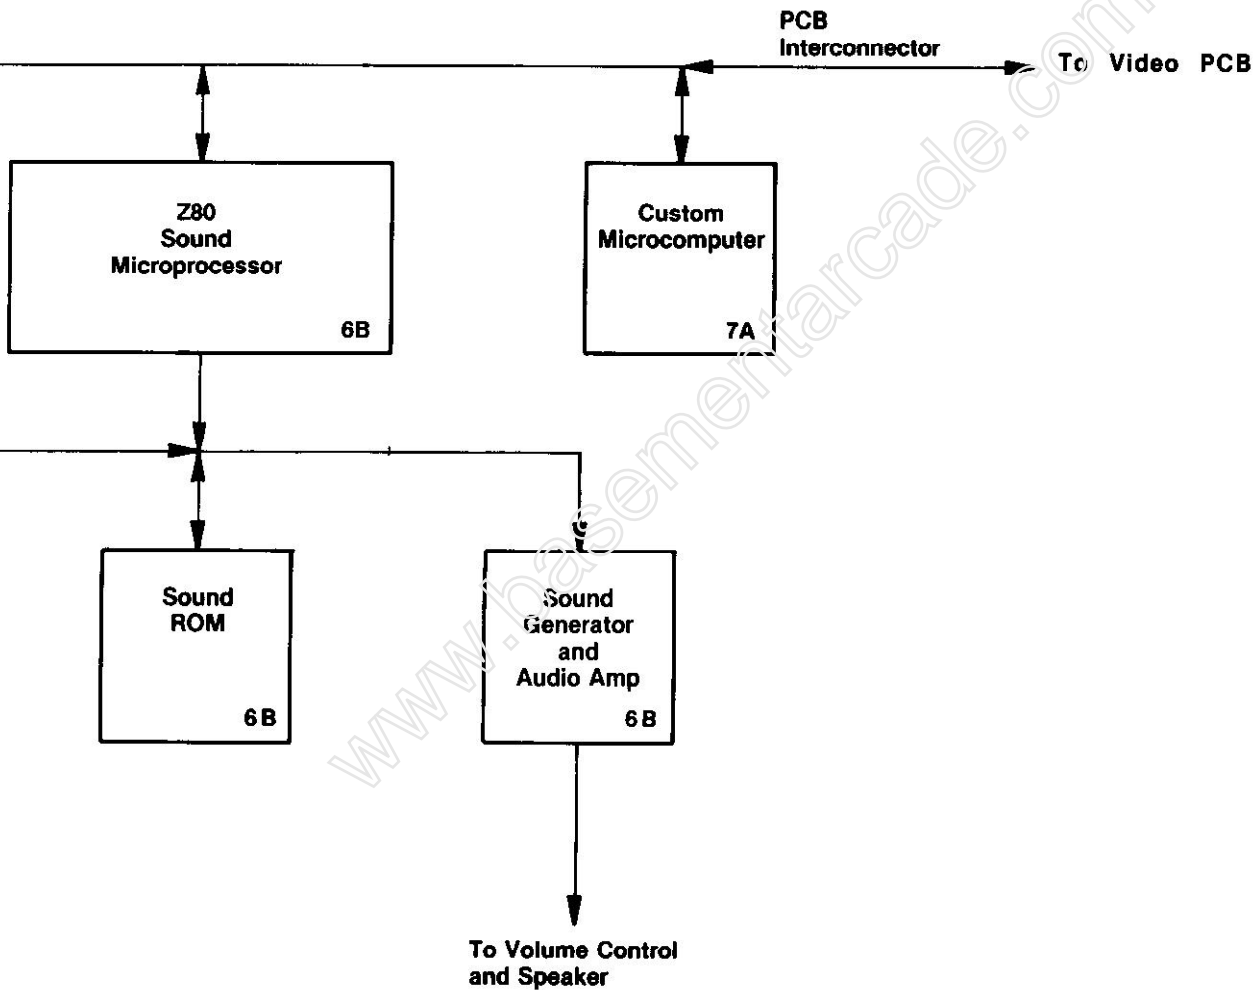 PCB
Interconnector
To Video PCB
Z80
Sound
Microprocessor
6B
Custom
Microcomputer
7A
Sound
ROM
6B
Sound
Generator
and
Audio Amp
6B
To Volume Control
and Speaker
www.basementarcade.com